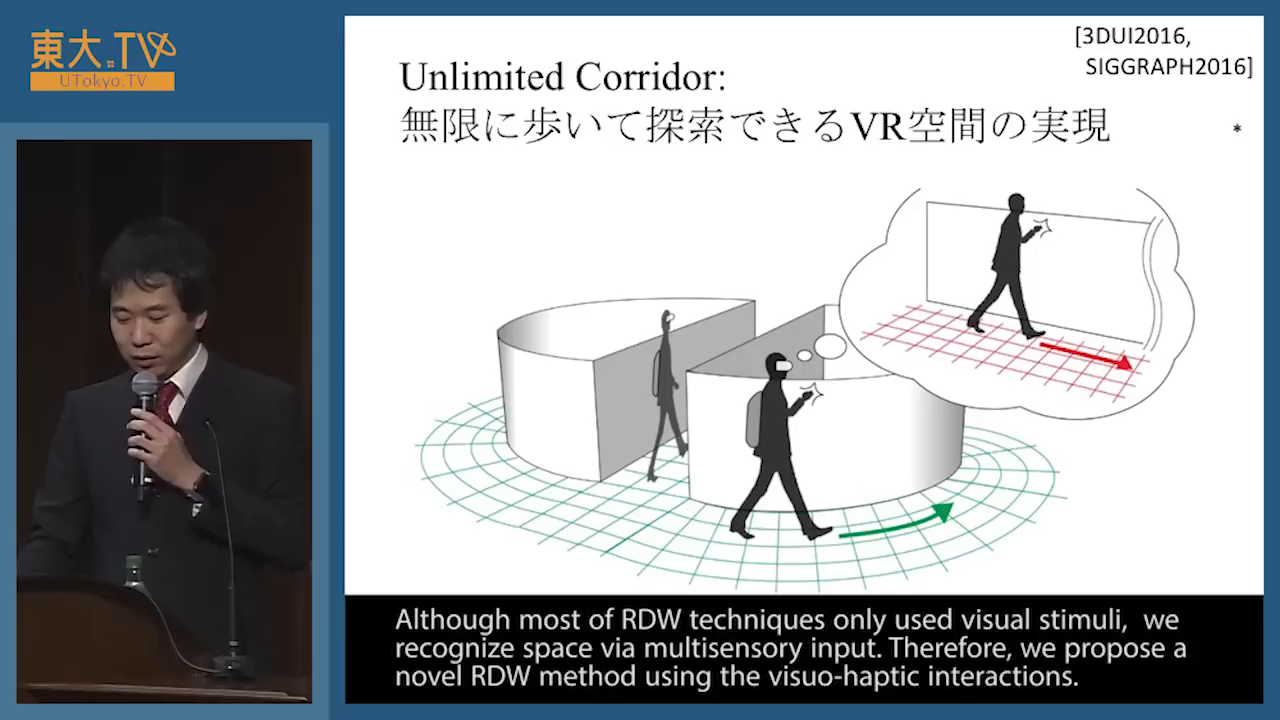 東大.TV
UTokyo.TV
[3DUI2016,
SIGGRAPH2016]
Unlimited Corridor:
無限に歩いて探索できるVR空間の実現
*
Although most of RDW techniques only used visual stimuli, we
recognize space via multisensory input. Therefore, we propose a
novel RDW method using the visuo-haptic interactions.